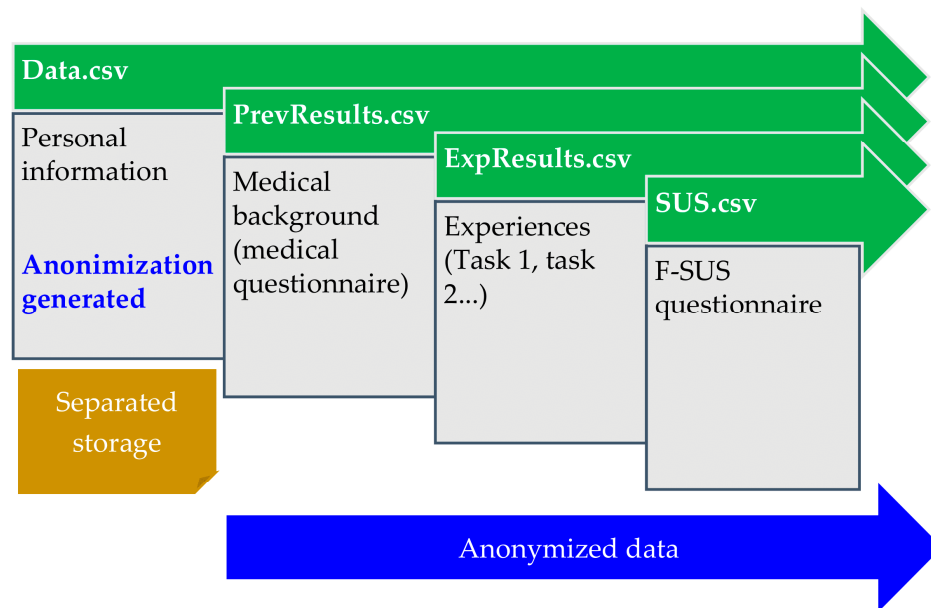 Data.csv
Personal
information
Anonimization
generated
Separated
storage
PrevResults.csv
Medical
background
(medical
questionnaire)
ExpResults.csv
Experiences
(Task 1, task
2...)
SUS.csv
F-SUS
questionnaire
Anonymized data